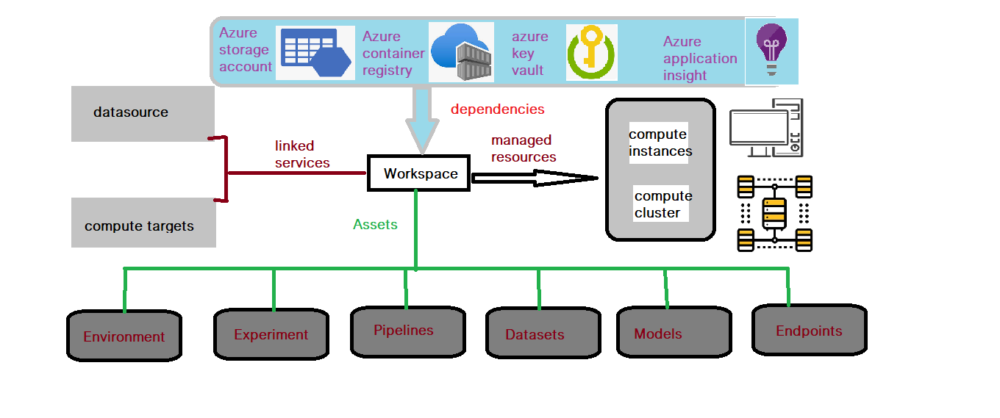 Azure
storage
account
Azure
container
registry
azure
key
vault
Azure
application
insight
dependencies
datasource
linked
services
managed
resources
Workspace
compute
instances
compute
cluster
compute targets
Assets
Environment
Experiment
Pipelines
Datasets
Models
Endpoints